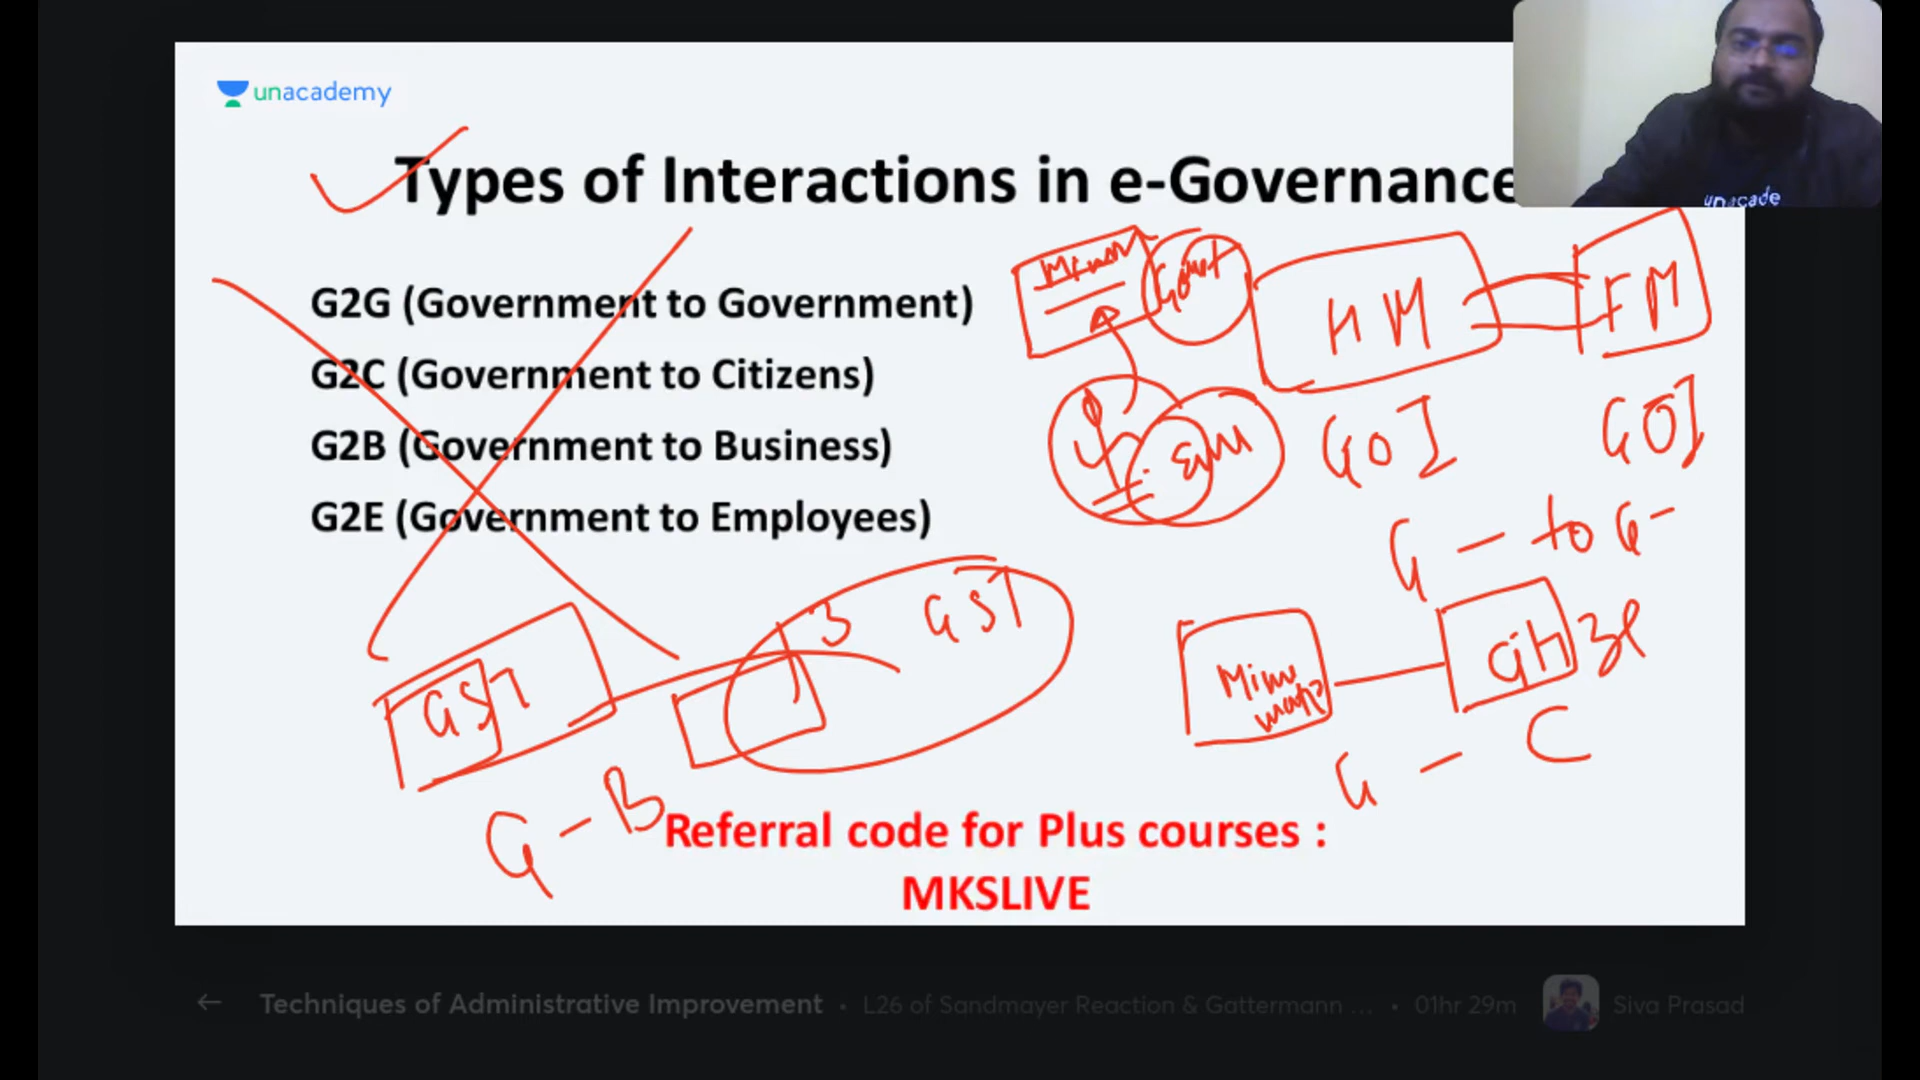 unacademy
Types of Interactions in e-Governance
unacade
G2G (Government to Government)
G2C (Government to Citizens)
G2B (Government to Business)
G2E (Government to Employees)
Govt
HM
FM
GOI
GOI
G - to G -
3 GST
GST
G - C
G - B
Referral code for Plus courses :
MKSLIVE
Techniques of Administrative Improvement • L26 of Sandmayer Reaction & Gattermann ... • 01hr 29m
Siva Prasad